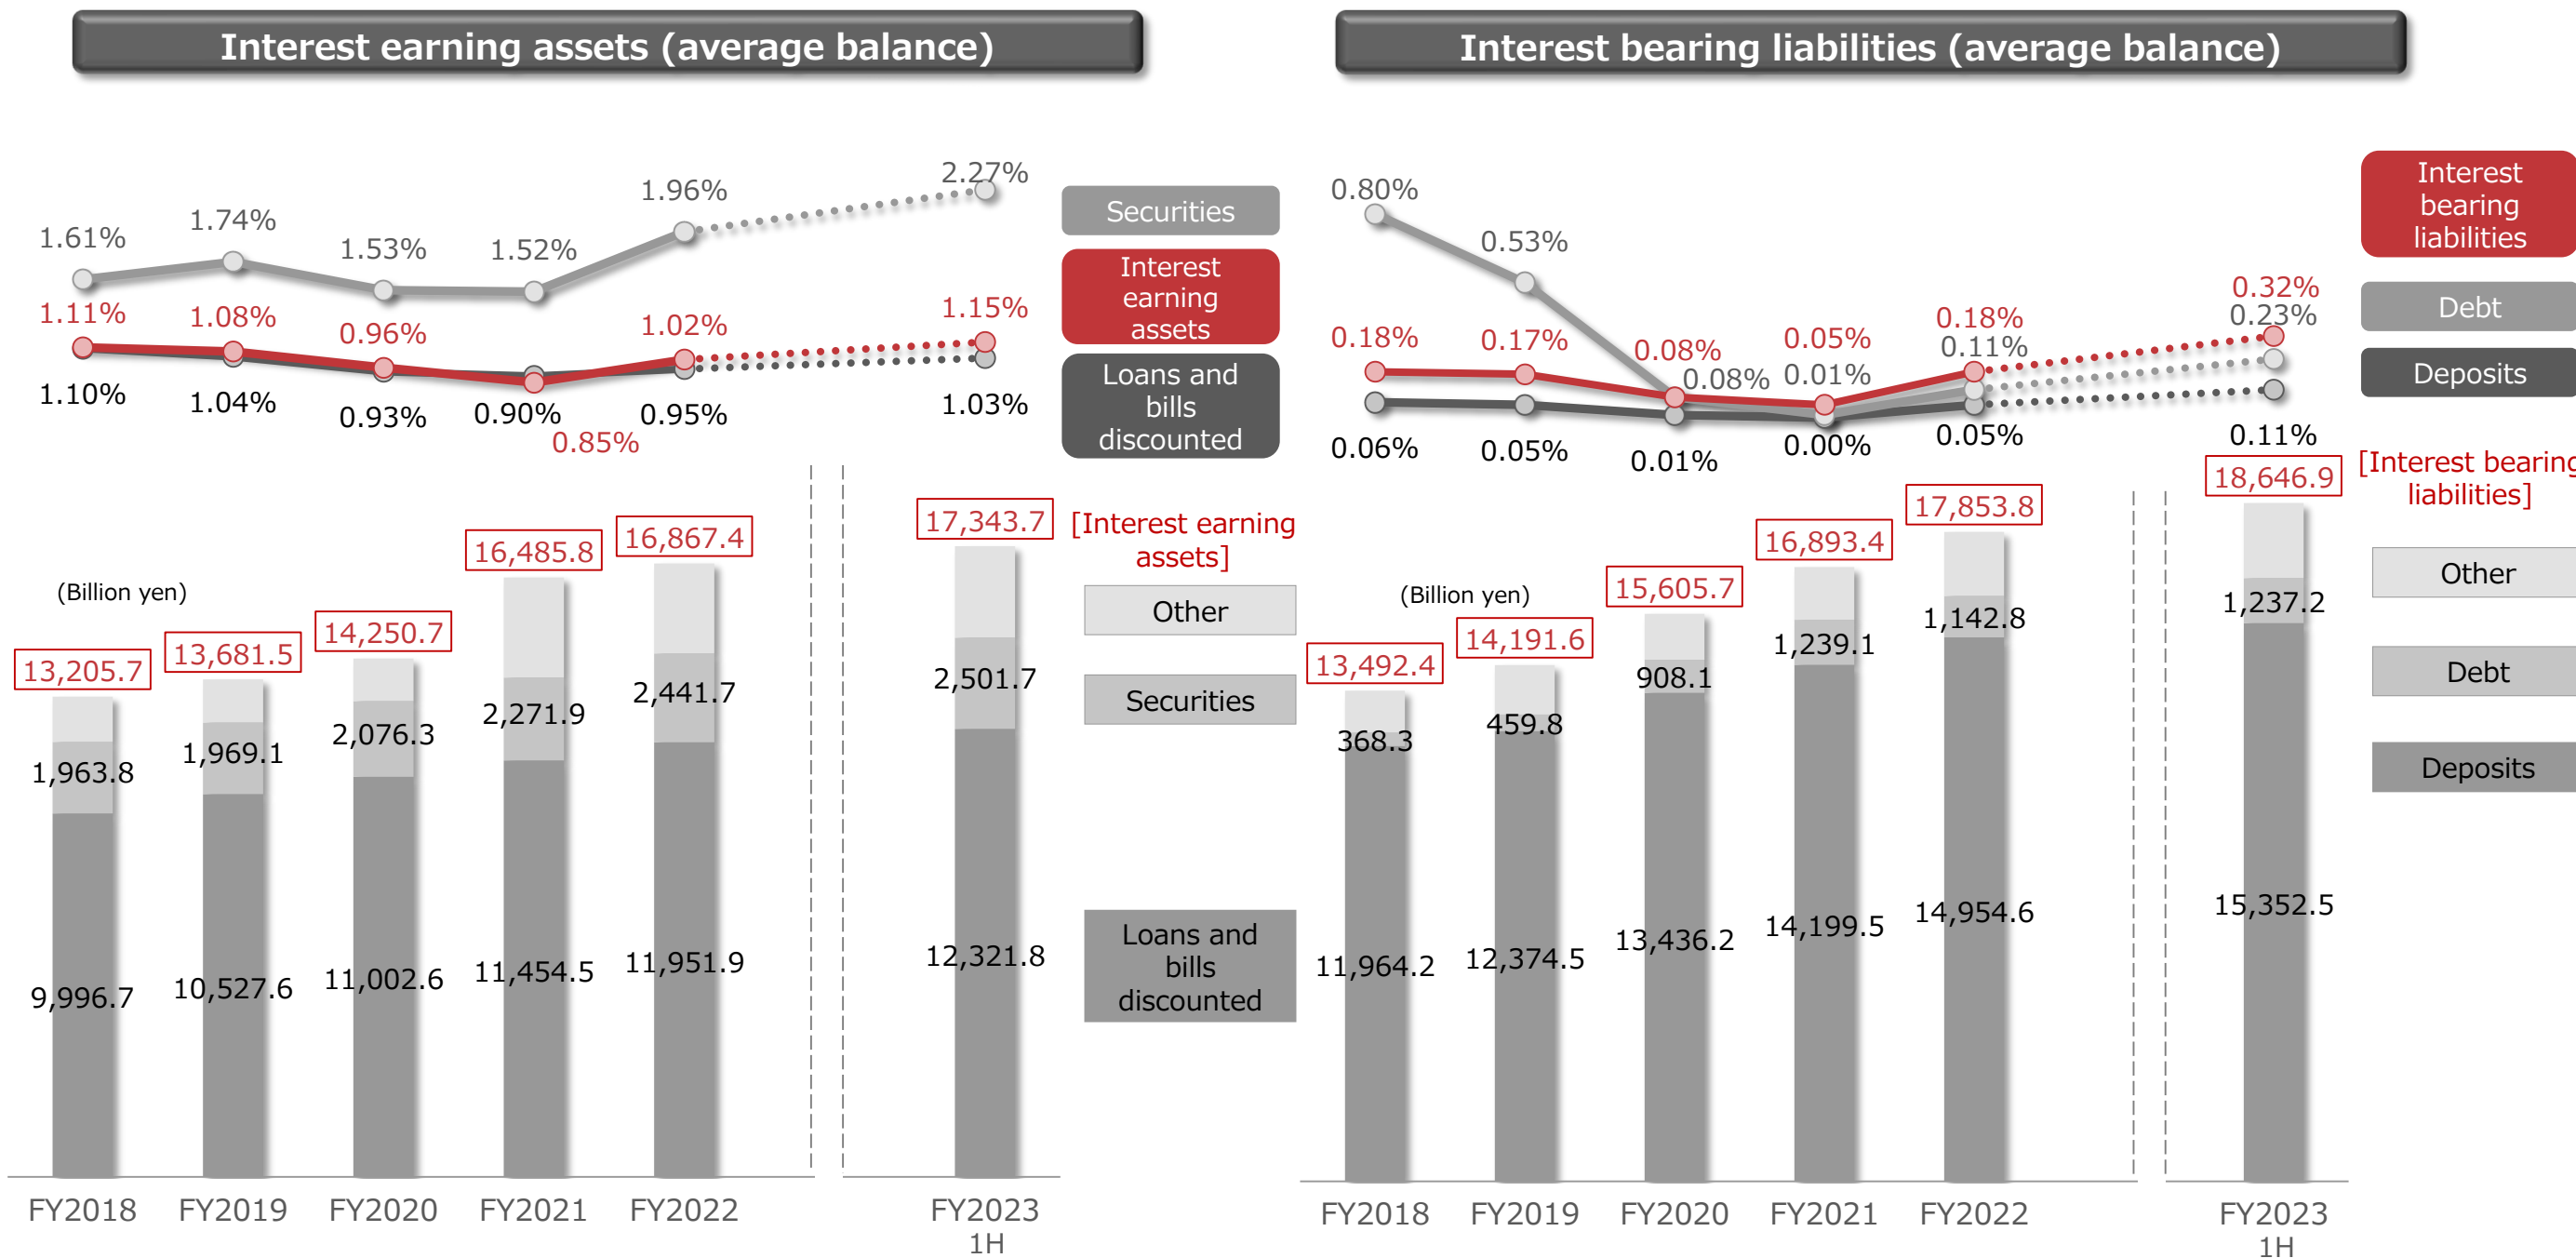 Interest earning assets (average balance)
1.61%
1.74%
1.53%
1.52%
1.96%
2.27%
1.11%
1.08%
0.96%
1.02%
1.15%
1.10%
1.04%
0.93%
0.90%
0.85%
0.95%
1.03%
Securities
Interest
earning
assets
Loans and
bills
discounted
(Billion yen)
13,205.7
13,681.5
14,250.7
16,485.8
16,867.4
17,343.7
[Interest earning
assets]
Other
Securities
Loans and
bills
discounted
1,963.8
1,969.1
2,076.3
2,271.9
2,441.7
2,501.7
9,996.7
10,527.6
11,002.6
11,454.5
11,951.9
12,321.8
FY2018
FY2019
FY2020
FY2021
FY2022
FY2023
1H
Interest bearing liabilities (average balance)
0.80%
0.53%
0.18%
0.17%
0.08%
0.05%
0.18%
0.32%
0.08%
0.01%
0.11%
0.23%
0.06%
0.05%
0.01%
0.00%
0.05%
0.11%
Interest
bearing
liabilities
Debt
Deposits
(Billion yen)
13,492.4
14,191.6
15,605.7
16,893.4
17,853.8
18,646.9
[Interest bearing
liabilities]
Other
Debt
Deposits
368.3
459.8
908.1
1,239.1
1,142.8
1,237.2
11,964.2
12,374.5
13,436.2
14,199.5
14,954.6
15,352.5
FY2018
FY2019
FY2020
FY2021
FY2022
FY2023
1H